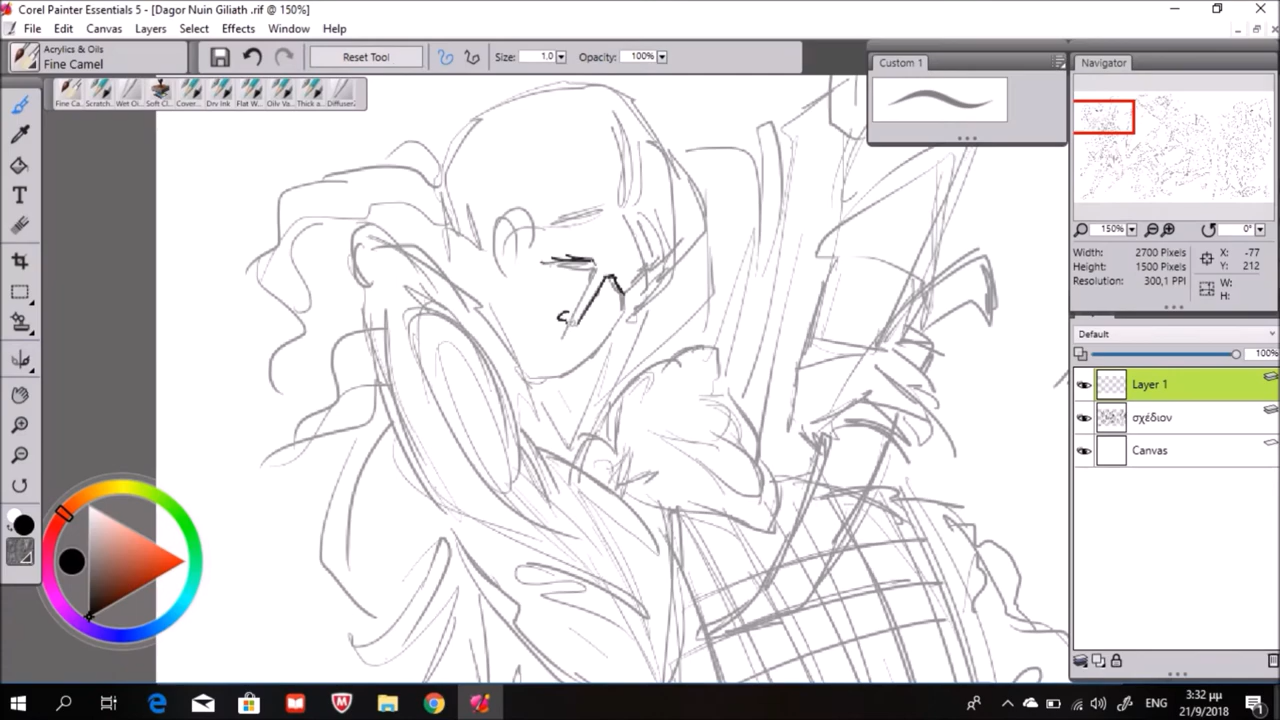 Corel Painter Essentials 5 - [Dagor Nuin Giliath .rif @ 150%]
File Edit Canvas Layers Select Effects Window Help
Acrylics & Oils
Fine Camel
Reset Tool
Size: 1.0
Opacity: 100%
Custom 1
Navigator
Fine Ca... Scratch... Wet Oi... Soft Cl... Cover... Dry Ink Flat W... Oily Va... Thick a... Diffuser...
150% 0°
Width: 2700 Pixels
Height: 1500 Pixels
Resolution: 300,1 PPI
X: -77
Y: 212
W:
H:
Default
100%
Layer 1
σχέδιον
Canvas
ΕΝG
3:32 μμ
21/9/2018